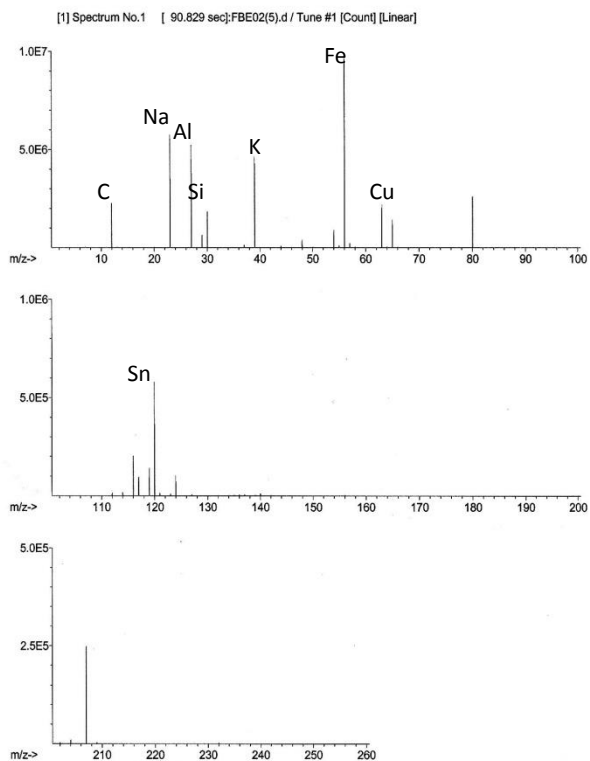 [1] Spectrum No.1 [ 90.829 sec]:FBE02(5).d / Tune #1 [Count] [Linear]
1.0E7
Fe
Na
Al
5.0E6
K
C
Si
Cu
m/z-> 10 20 30 40 50 60 70 80 90 100
1.0E6
Sn
5.0E5
m/z-> 110 120 130 140 150 160 170 180 190 200
5.0E5
2.5E5
m/z-> 210 220 230 240 250 260